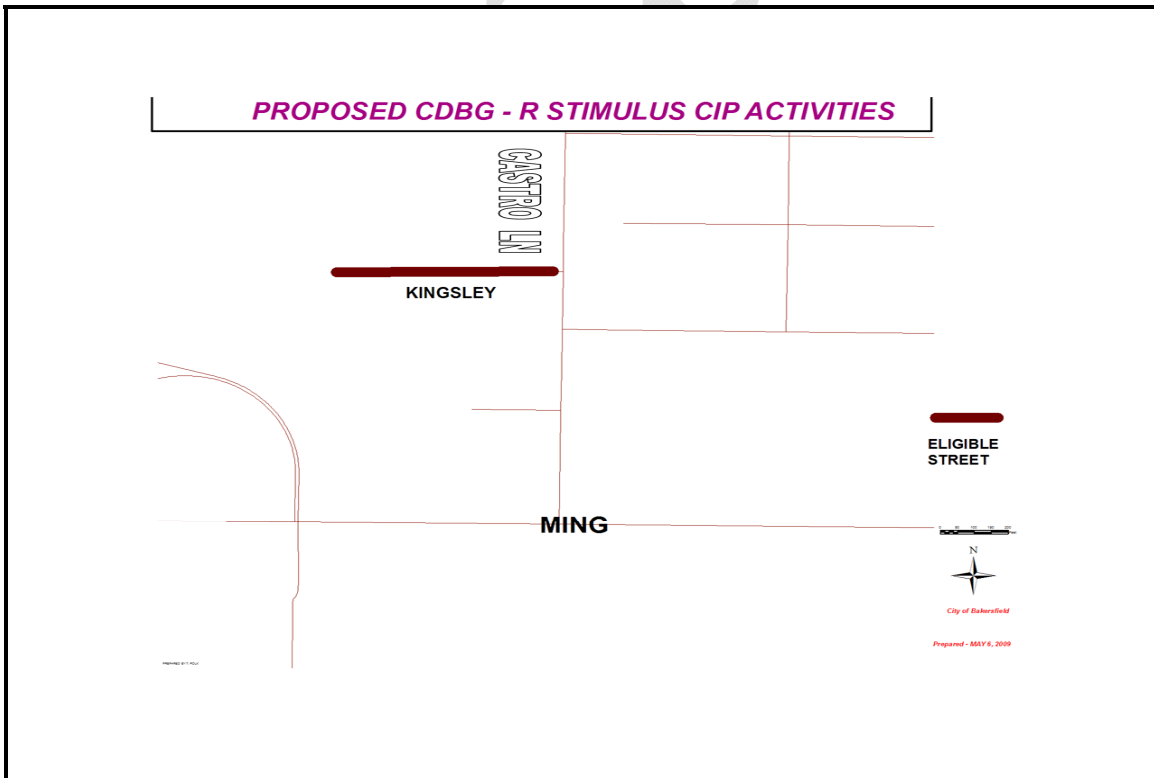 PROPOSED CDBG - R STIMULUS CIP ACTIVITIES
CASTRO LN
KINGSLEY
ELIGIBLE
STREET
MING
N
City of Bakersfield
Prepared - MAY 6, 2009